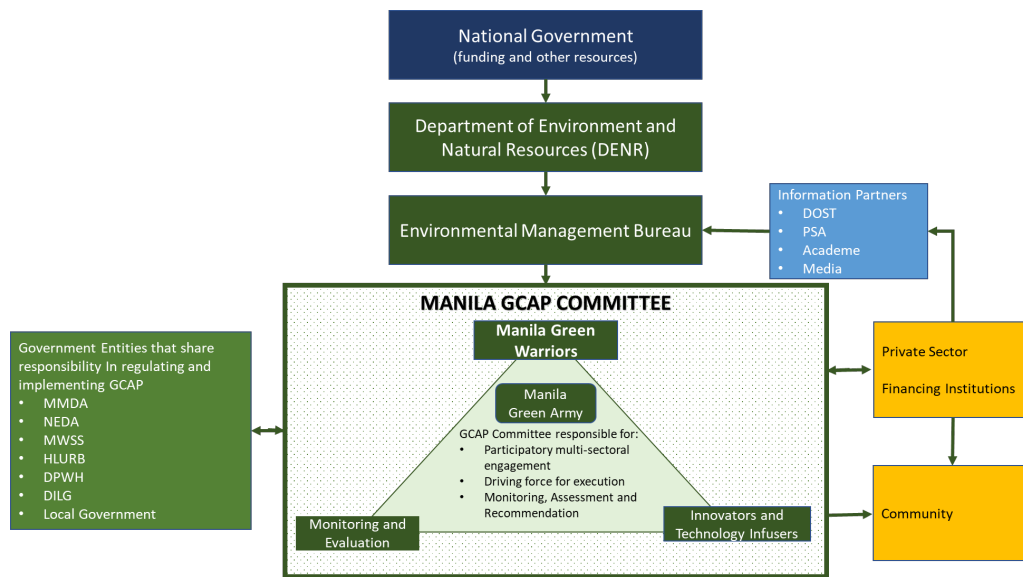 National Government
(funding and other resources)
Department of Environment and
Natural Resources (DENR)
Environmental Management Bureau
Information Partners
• DOST
• PSA
• Academe
• Media
MANILA GCAP COMMITTEE
Manila Green
Warriors
Manila
Green Army
GCAP Committee responsible for:
• Participatory multi-sectoral
engagement
• Driving force for execution
• Monitoring, Assessment and
Recommendation
Monitoring and
Evaluation
Innovators and
Technology Infusers
Government Entities that share
responsibility In regulating and
implementing GCAP
• MMDA
• NEDA
• MWSS
• HLURB
• DPWH
• DILG
• Local Government
Private Sector
Financing Institutions
Community